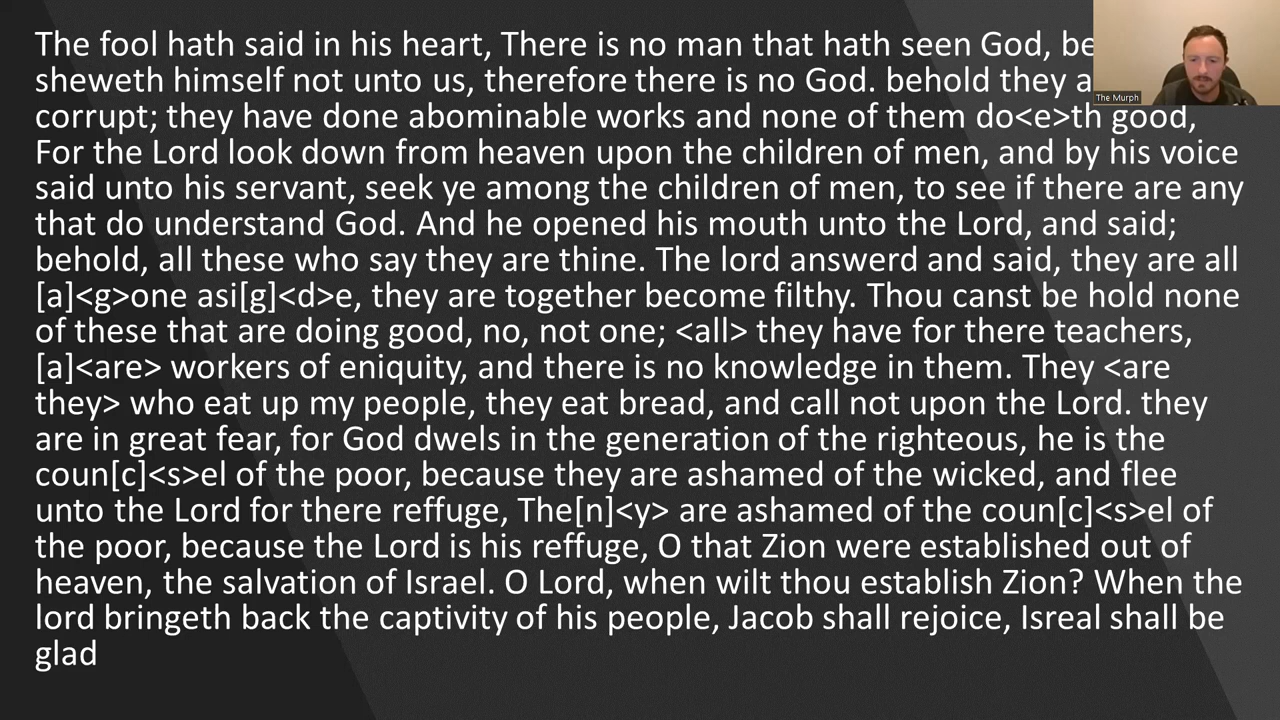 The fool hath said in his heart, There is no man that hath seen God, be
sheweth himself not unto us, therefore there is no God. behold they a
The Murph
corrupt; they have done abominable works and none of them do<e>th good,
For the Lord look down from heaven upon the children of men, and by his voice
said unto his servant, seek ye among the children of men, to see if there are any
that do understand God. And he opened his mouth unto the Lord, and said;
behold, all these who say they are thine. The lord answerd and said, they are all
[a]<g>one asi[g]<d>e, they are together become filthy. Thou canst be hold none
of these that are doing good, no, not one; <all> they have for there teachers,
[a]<are> workers of eniquity, and there is no knowledge in them. They <are
they> who eat up my people, they eat bread, and call not upon the Lord. they
are in great fear, for God dwels in the generation of the righteous, he is the
coun[c]<s>el of the poor, because they are ashamed of the wicked, and flee
unto the Lord for there reffuge, The[n]<y> are ashamed of the coun[c]<s>el of
the poor, because the Lord is his reffuge, O that Zion were established out of
heaven, the salvation of Israel. O Lord, when wilt thou establish Zion? When the
lord bringeth back the captivity of his people, Jacob shall rejoice, Isreal shall be
glad